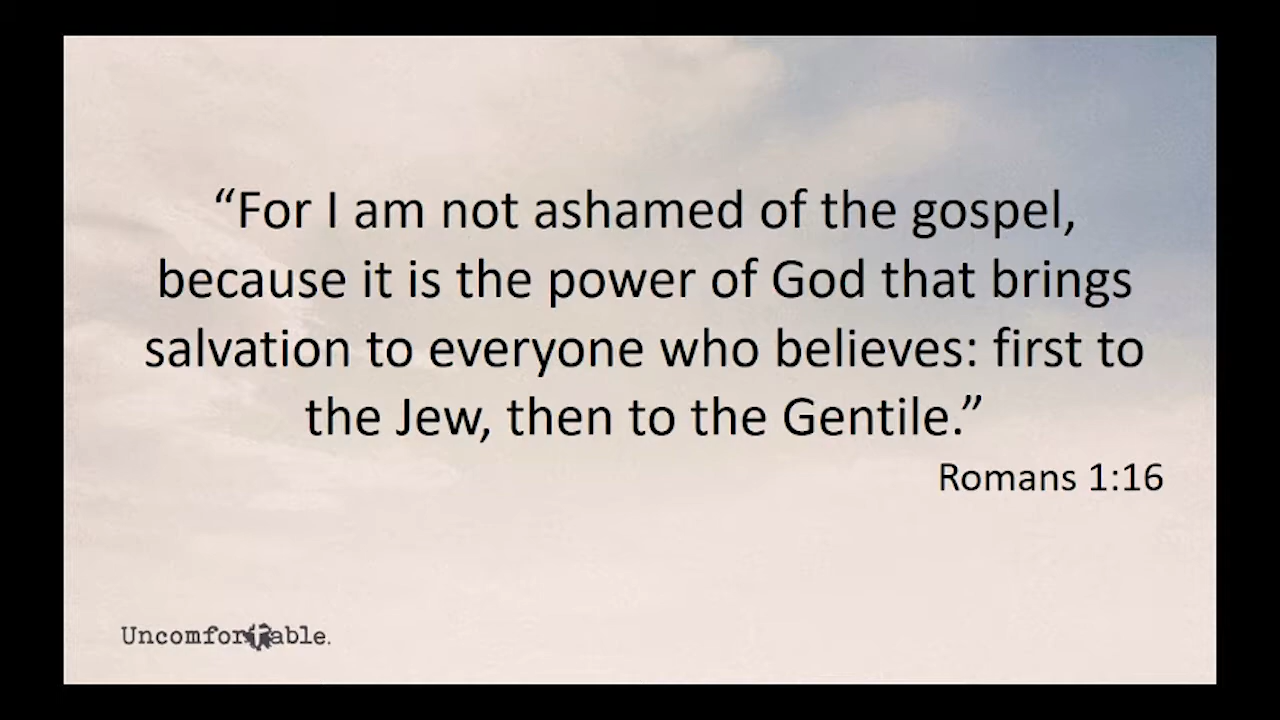 “For I am not ashamed of the gospel,
because it is the power of God that brings
salvation to everyone who believes: first to
the Jew, then to the Gentile.”
Romans 1:16
Uncomfortable.